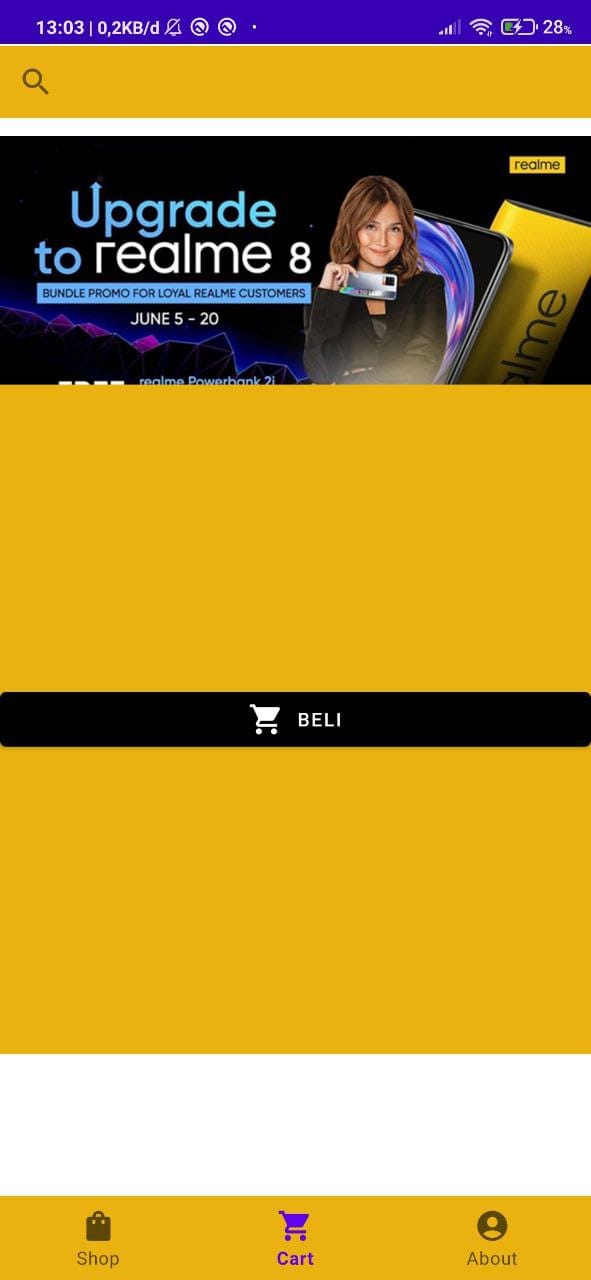 13:03 | 0,2KB/d
28%
realme
Upgrade
to realme 8
BUNDLE PROMO FOR LOYAL REALME CUSTOMERS
JUNE 5 - 20
FREE realme Powerbank 2i
realme
BELI
Shop
Cart
About